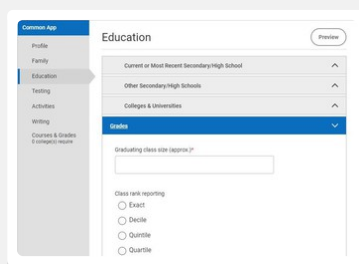 Common App
Profile
Family
Education
Testing
Activities
Writing
Courses & Grades
0 college(s) require
Education
Preview
Current or Most Recent Secondary/High School
Other Secondary/High Schools
Colleges & Universities
Grades
Graduating class size (approx.)*
Class rank reporting
Exact
Decile
Quintile
Quartile